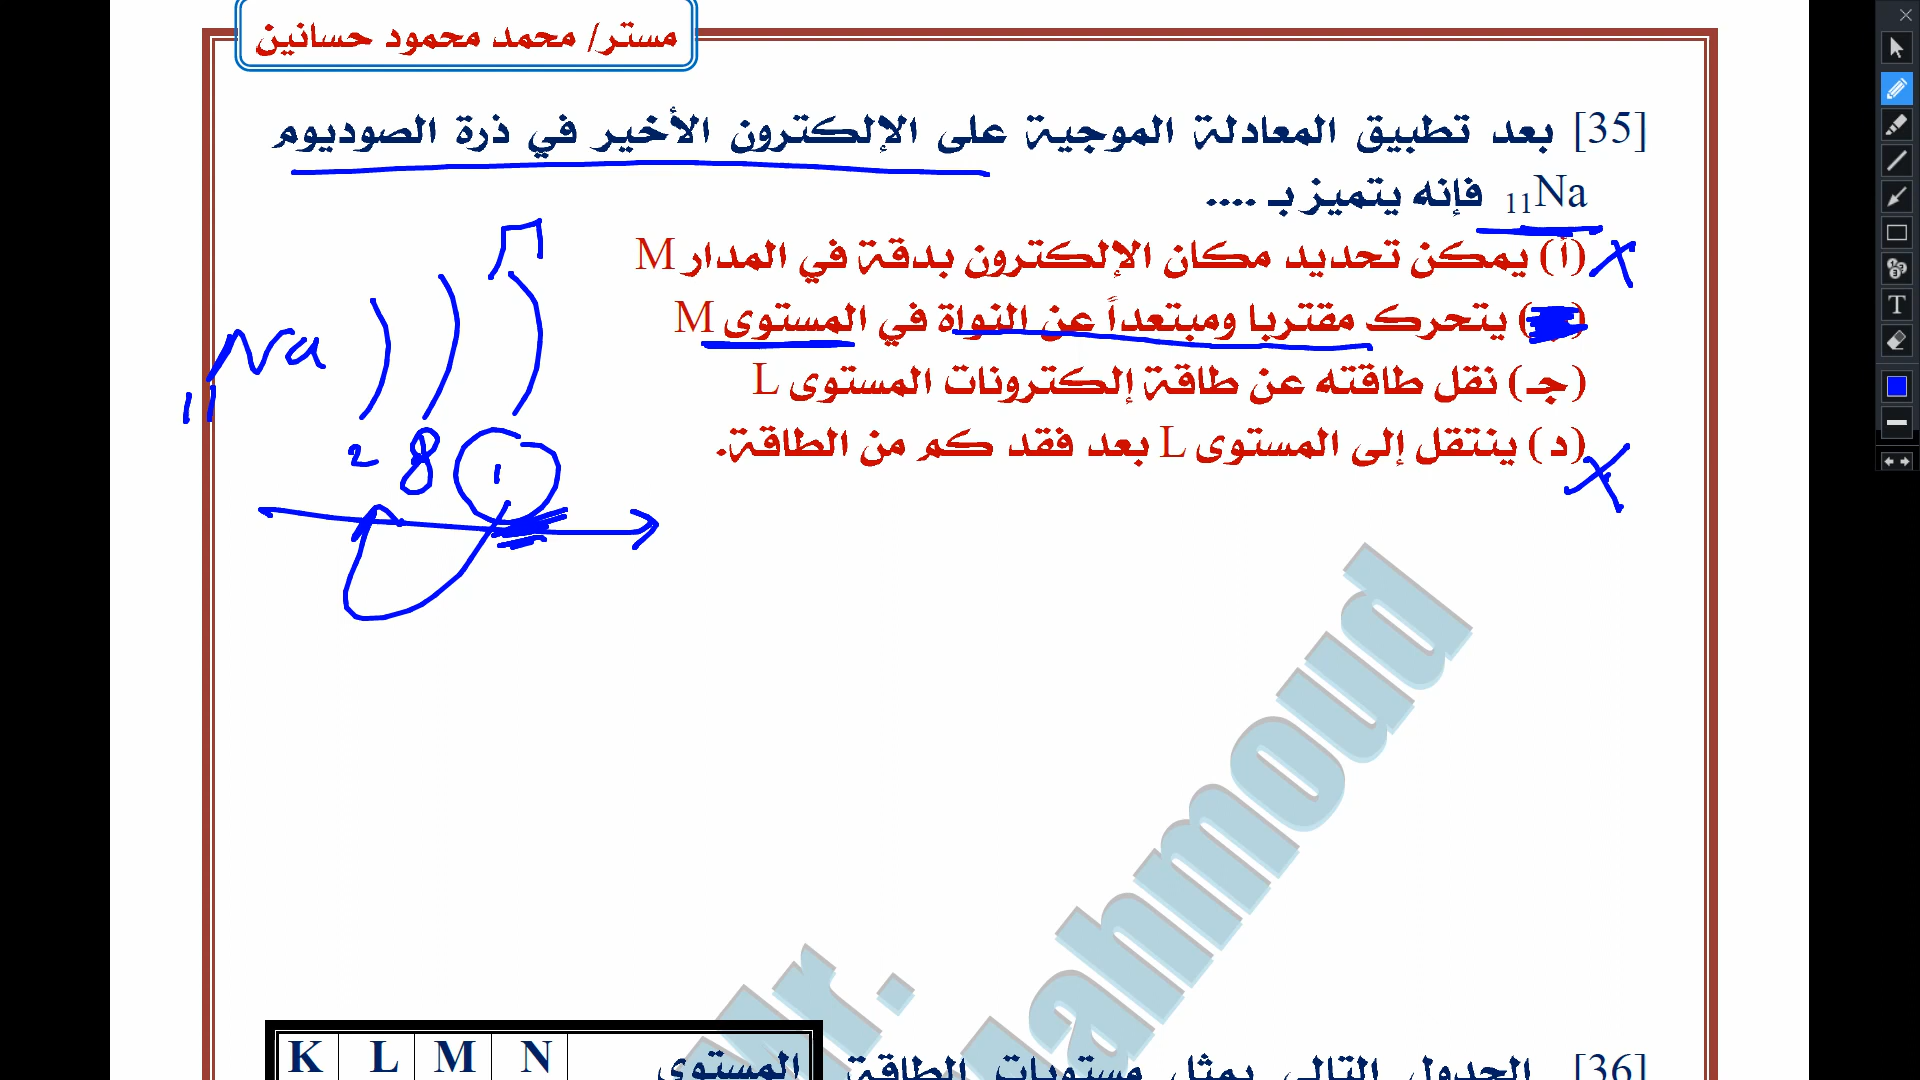 مستر/ محمد محمود حسانين
[35] بعد تطبيق المعادلة الموجية على الإلكترون الأخير في ذرة الصوديوم
₁₁Na فإنه يتميز بـ ....
(أ) يمكن تحديد مكان الإلكترون بدقة في المدار M
) يتحرك مقتربا ومبتعداً عن النواة في المستوى M
(جـ) نقل طاقته عن طاقة إلكترونات المستوى L
(د) ينتقل إلى المستوى L بعد فقد كم من الطاقة.
₁₁Na
2 8 1
Mr. Mahmoud
K L M N
[36] الجدول التالي يمثل مستويات الطاقة المستوى